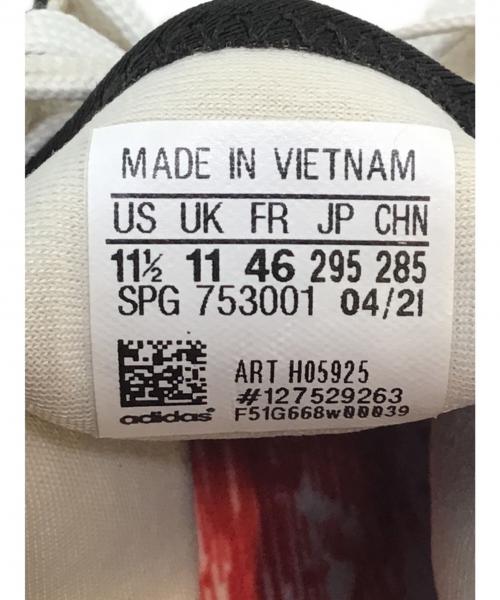 MADE IN VIETNAM
US UK FR JP CHN
11½ 11 46 295 285
SPG 753001 04/21
ART H05925
#127529263
adidas F51G668w00039